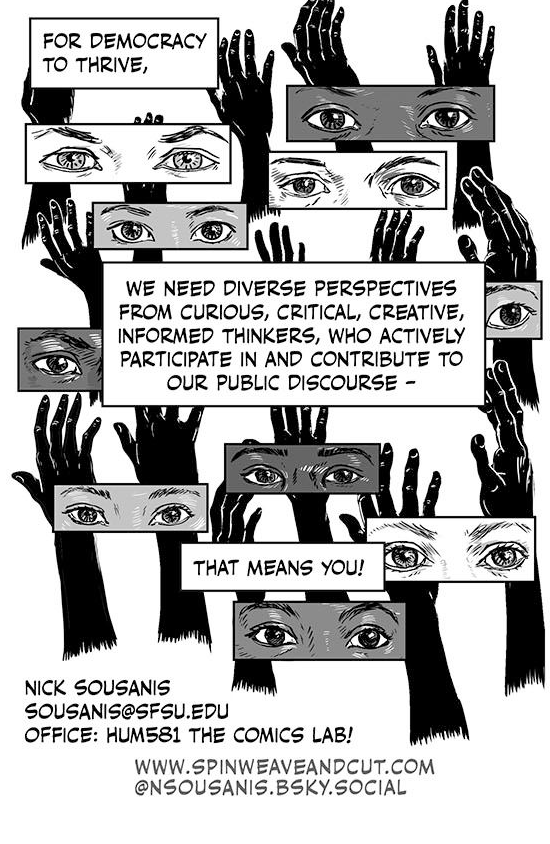 FOR DEMOCRACY
TO THRIVE,
WE NEED DIVERSE PERSPECTIVES
FROM CURIOUS, CRITICAL, CREATIVE,
INFORMED THINKERS, WHO ACTIVELY
PARTICIPATE IN AND CONTRIBUTE TO
OUR PUBLIC DISCOURSE –
THAT MEANS YOU!
NICK SOUSANIS
SOUSANIS@SFSU.EDU
OFFICE: HUM581 THE COMICS LAB!
WWW.SPINWEAVEANDCUT.COM
@NSOUSANIS.BSKY.SOCIAL